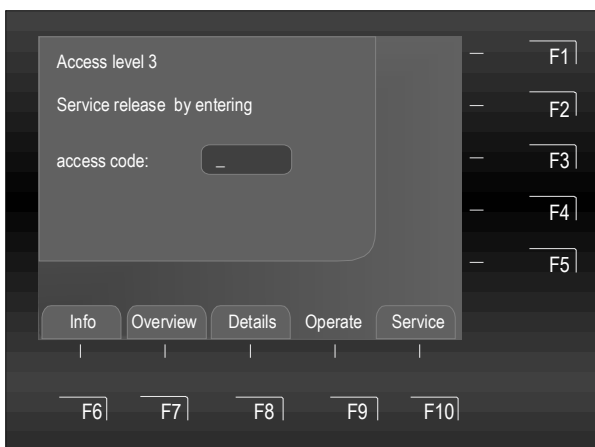 Access level 3
F1
Service release by entering
F2
access code: _
F3
F4
F5
Info Overview Details Operate Service
F6 F7 F8 F9 F10